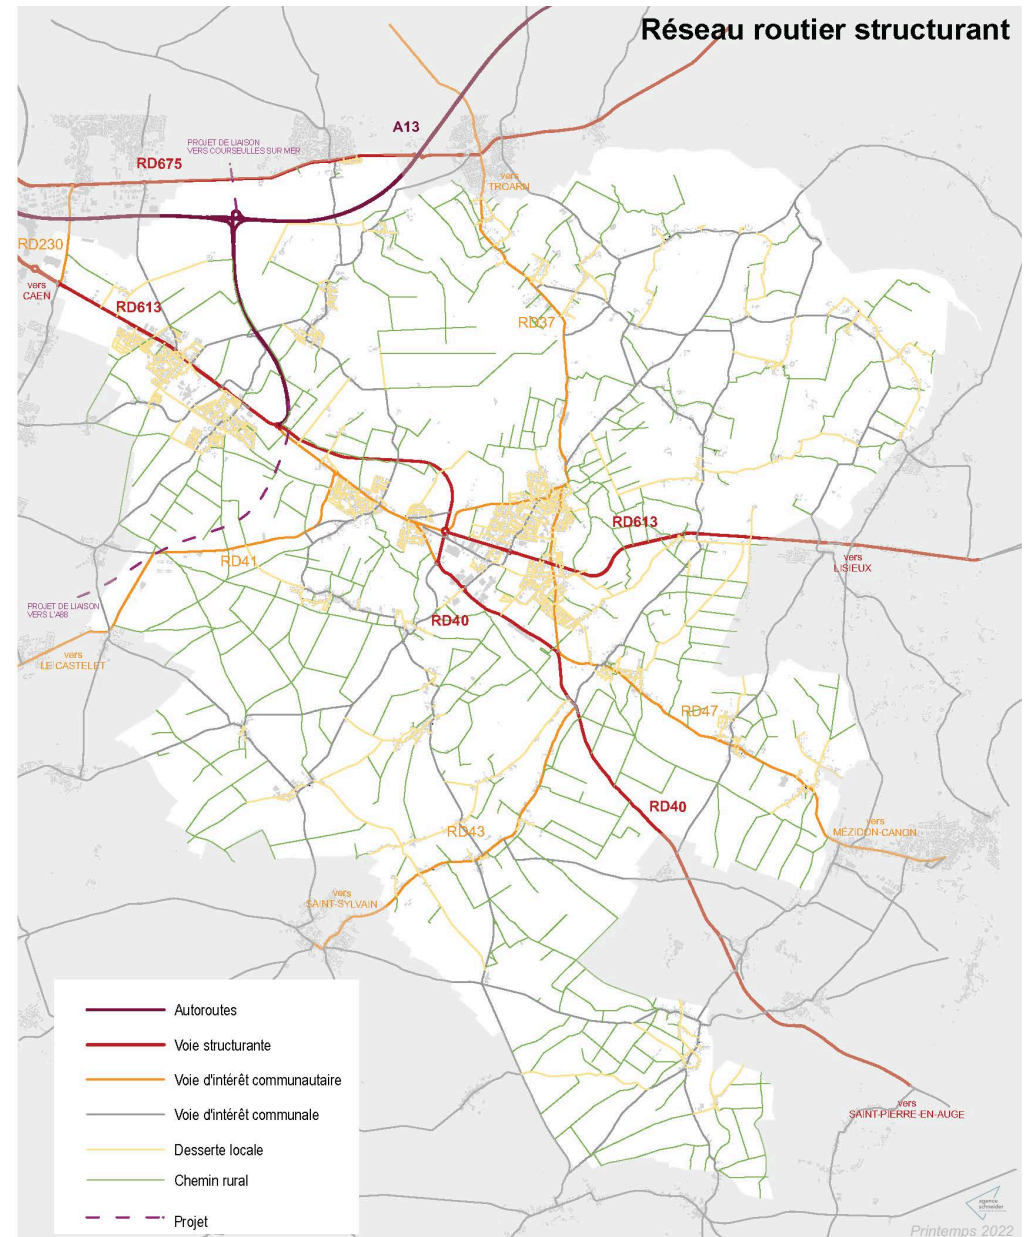 Réseau routier structurant
A13
PROJET DE LIAISON
VERS COURSEULLES SUR MER
RD675
vers
TROARN
RD230
vers
CAEN
RD613
RD37
RD613
vers
LISIEUX
RD41
PROJET DE LIAISON
VERS L'A88
RD40
vers
LE CASTELET
RD47
RD40
vers
MÉZIDON-CANON
RD43
vers
SAINT-SYLVAIN
Autoroutes
Voie structurante
Voie d'intérêt communautaire
Voie d'intérêt communale
Desserte locale
Chemin rural
Projet
vers
SAINT-PIERRE-EN-AUGE
agence
schneider
Printemps 2022